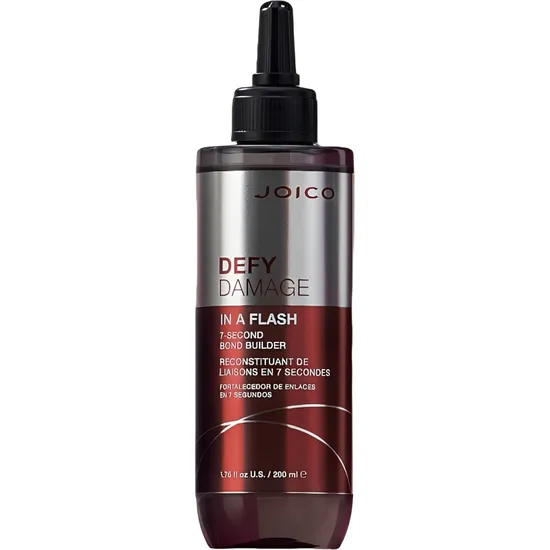 JOICO
DEFY
DAMAGE
IN A FLASH
7-SECOND
BOND BUILDER
RECONSTITUANT DE
LIAISONS EN 7 SECONDES
FORTALECEDOR DE ENLACES
EN 7 SEGUNDOS
.76 fl oz U.S. / 200 ml ℮